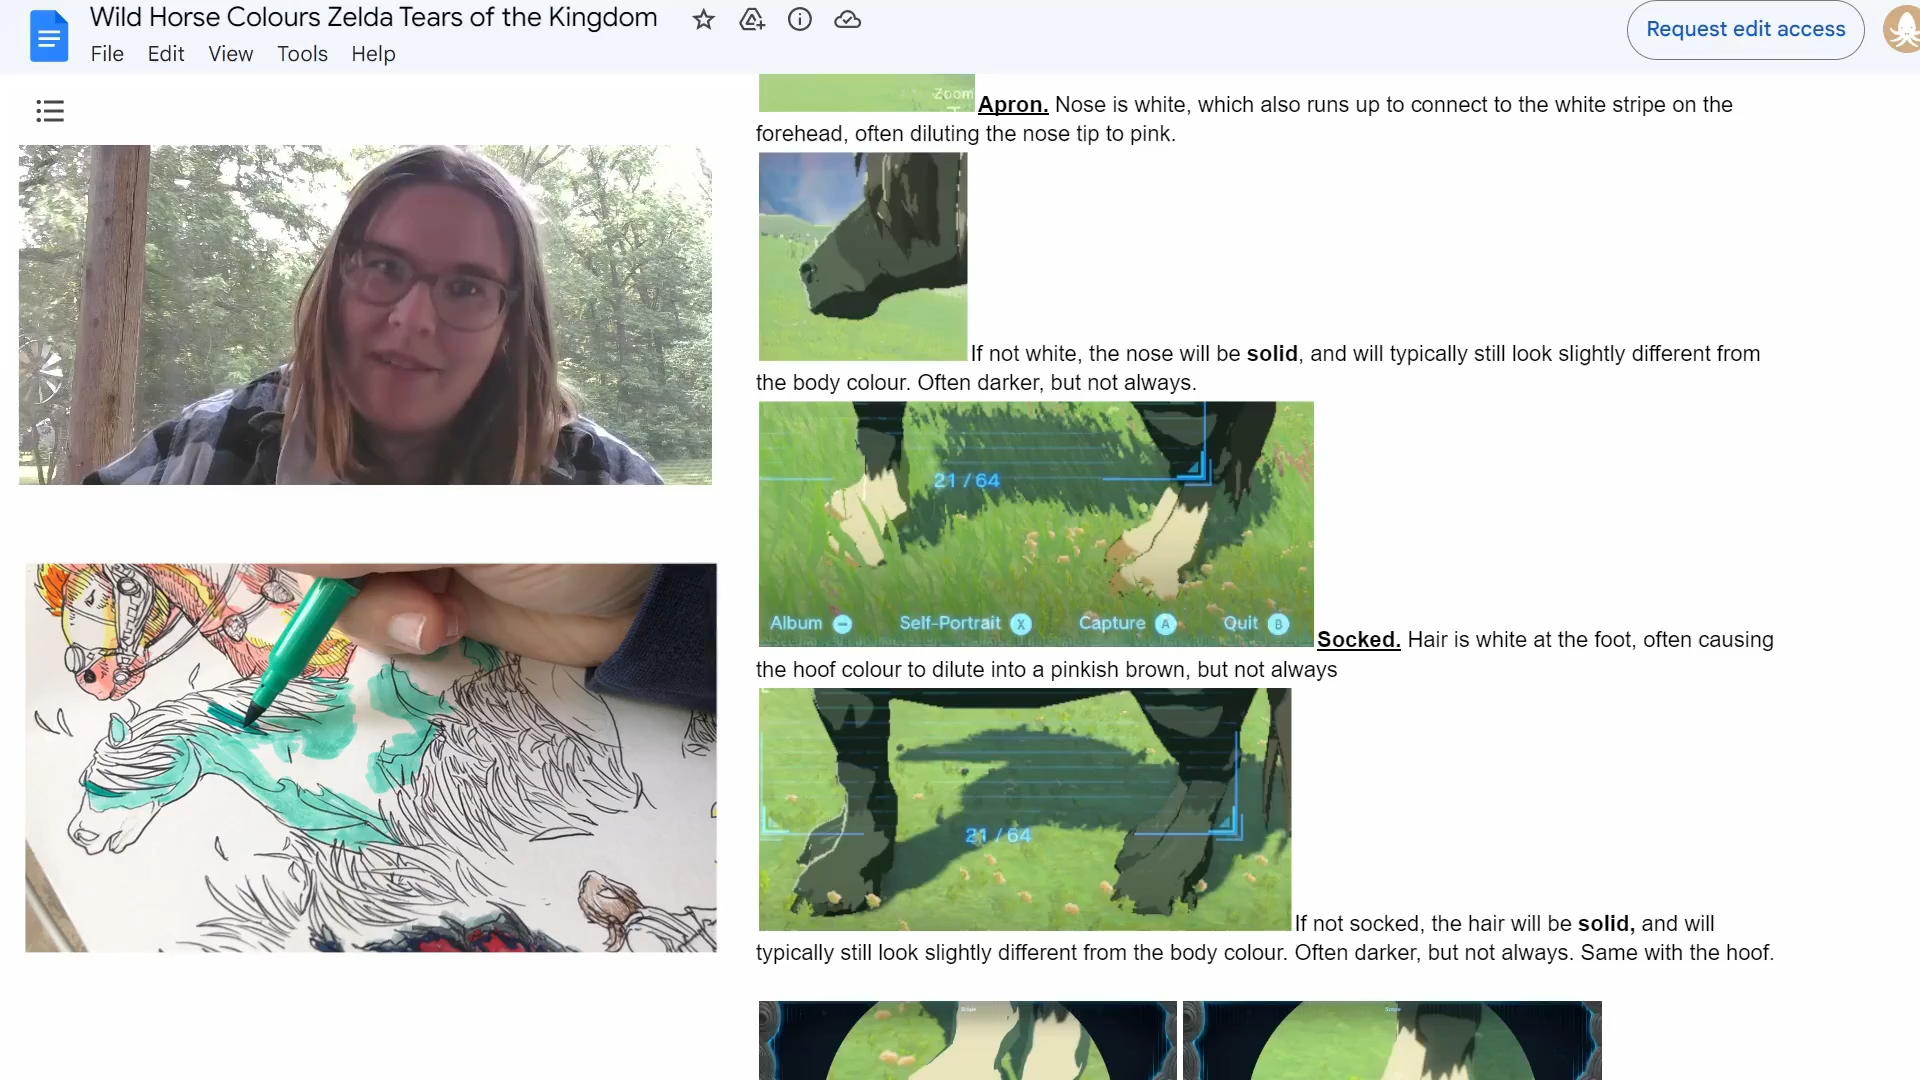 Wild Horse Colours Zelda Tears of the Kingdom
File Edit View Tools Help
Request edit access
Zoom
Apron. Nose is white, which also runs up to connect to the white stripe on the
forehead, often diluting the nose tip to pink.
If not white, the nose will be solid, and will typically still look slightly different from
the body colour. Often darker, but not always.
21 / 64
Album Self-Portrait X Capture A Quit B
Socked. Hair is white at the foot, often causing
the hoof colour to dilute into a pinkish brown, but not always
21 / 64
If not socked, the hair will be solid, and will
typically still look slightly different from the body colour. Often darker, but not always. Same with the hoof.
Scope
Scope